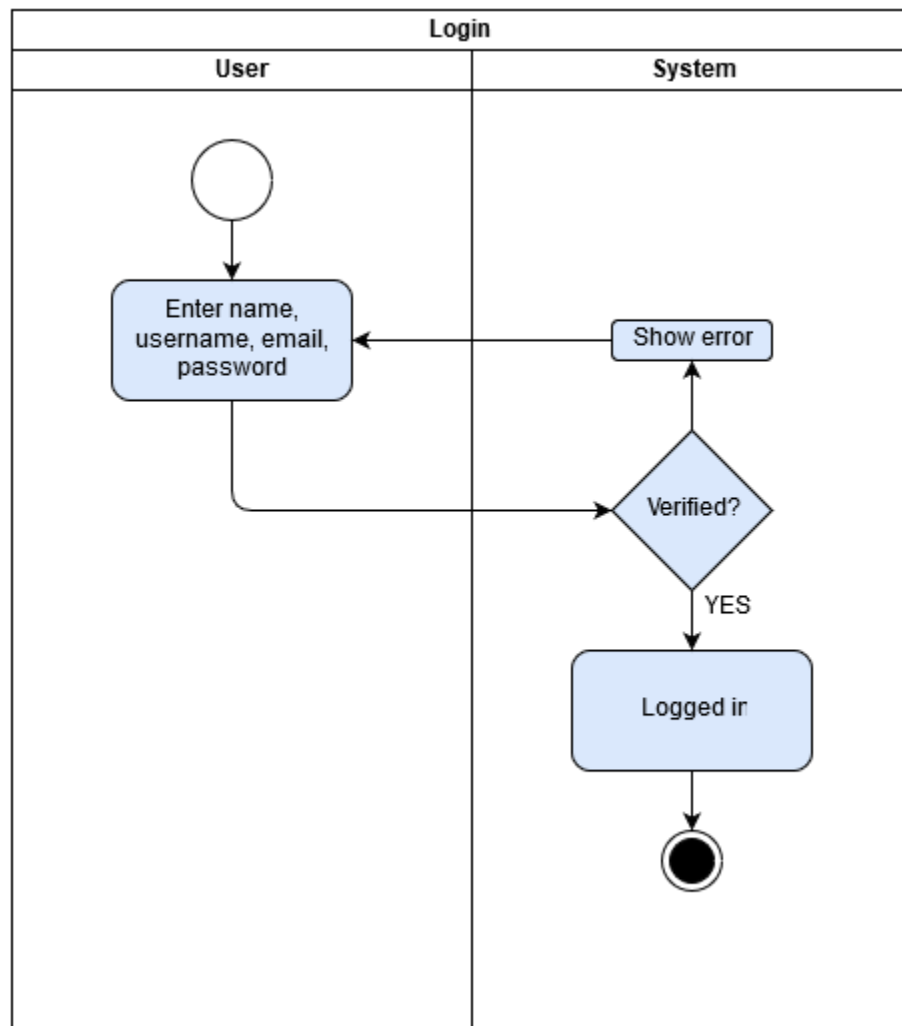 Login
User
System
Enter name,
username, email,
password
Show error
Verified?
YES
Logged in